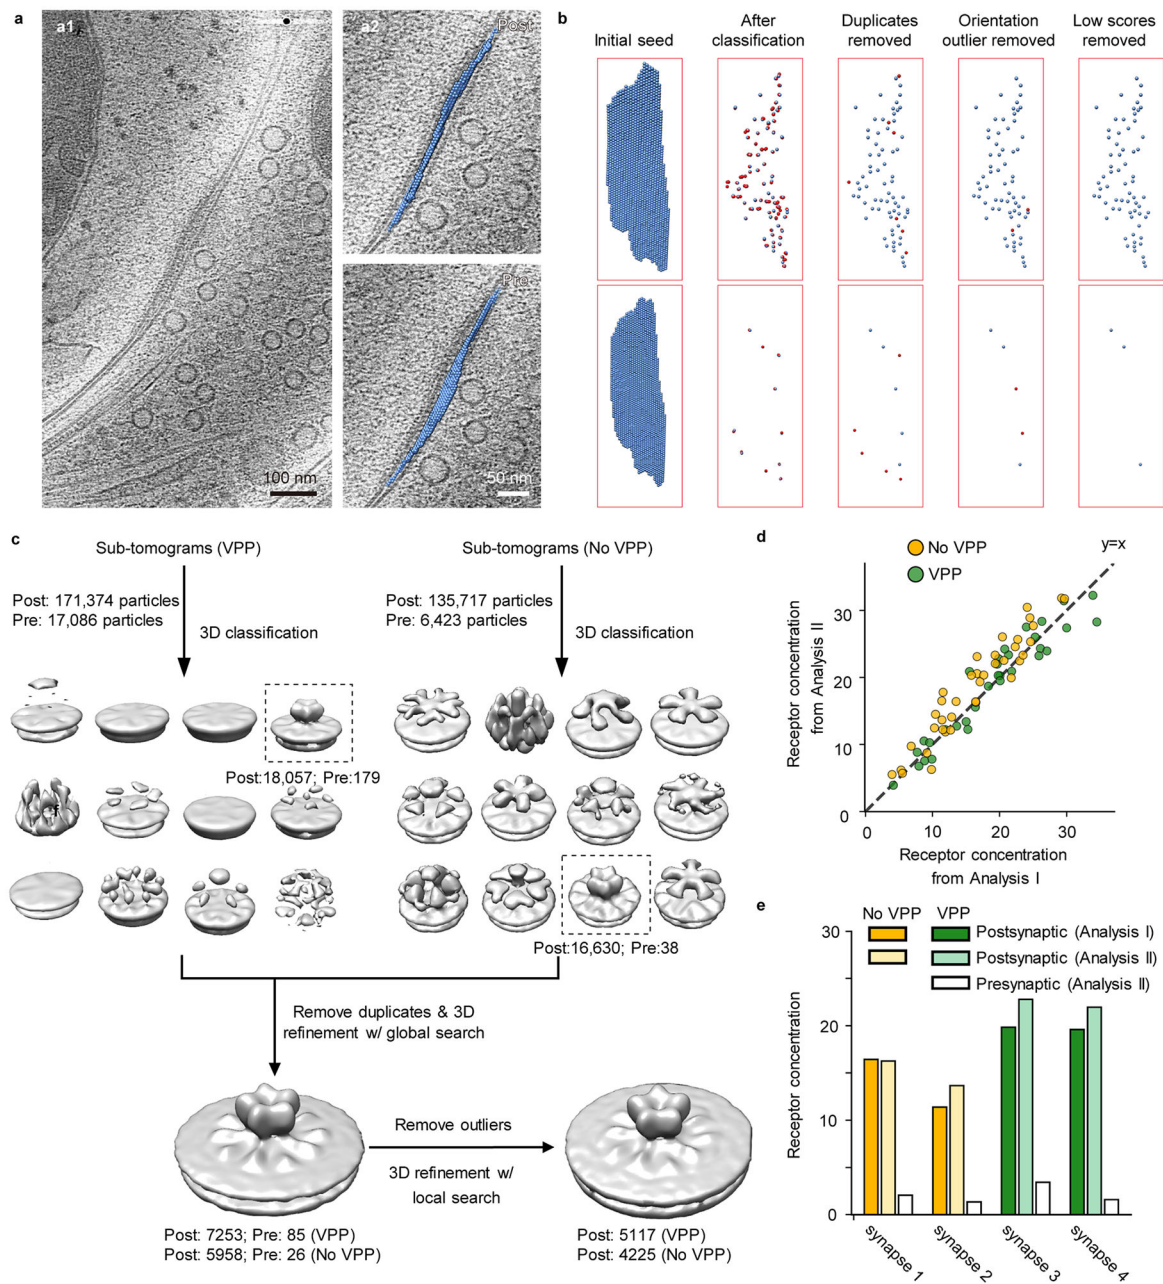 a
a1
100 nm
a2
Post
Pre
50 nm
b
Initial seed
After
classification
Duplicates
removed
Orientation
outlier removed
Low scores
removed
c
Sub-tomograms (VPP)
Post: 171,374 particles
Pre: 17,086 particles
3D classification
Post:18,057; Pre:179
Sub-tomograms (No VPP)
Post: 135,717 particles
Pre: 6,423 particles
3D classification
Post:16,630; Pre:38
Remove duplicates & 3D
refinement w/ global search
Remove outliers
3D refinement w/
local search
Post: 7253; Pre: 85 (VPP)
Post: 5958; Pre: 26 (No VPP)
Post: 5117 (VPP)
Post: 4225 (No VPP)
d
No VPP
VPP
y=x
Receptor concentration
from Analysis II
30
20
10
0
0 10 20 30
Receptor concentration
from Analysis I
e
No VPP VPP
Postsynaptic (Analysis I)
Postsynaptic (Analysis II)
Presynaptic (Analysis II)
Receptor concentration
30
20
10
0
synapse 1
synapse 2
synapse 3
synapse 4